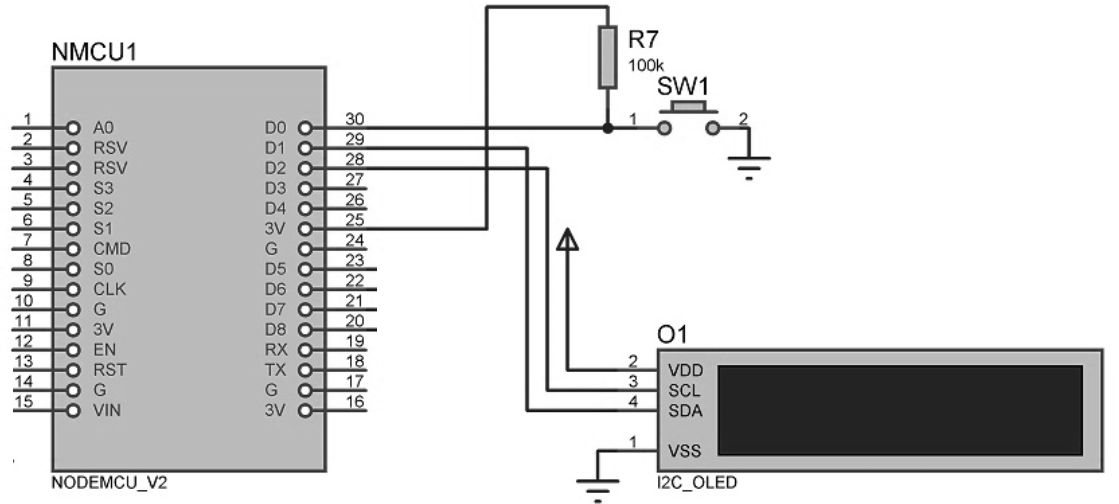 NMCU1
1 A0
2 RSV
3 RSV
4 S3
5 S2
6 S1
7 CMD
8 S0
9 CLK
10 G
11 3V
12 EN
13 RST
14 G
15 VIN
D0 30
D1 29
D2 28
D3 27
D4 26
3V 25
G 24
D5 23
D6 22
D7 21
D8 20
RX 19
TX 18
G 17
3V 16
NODEMCU_V2
R7
100k
SW1
1 2
O1
2 VDD
3 SCL
4 SDA
1 VSS
I2C_OLED